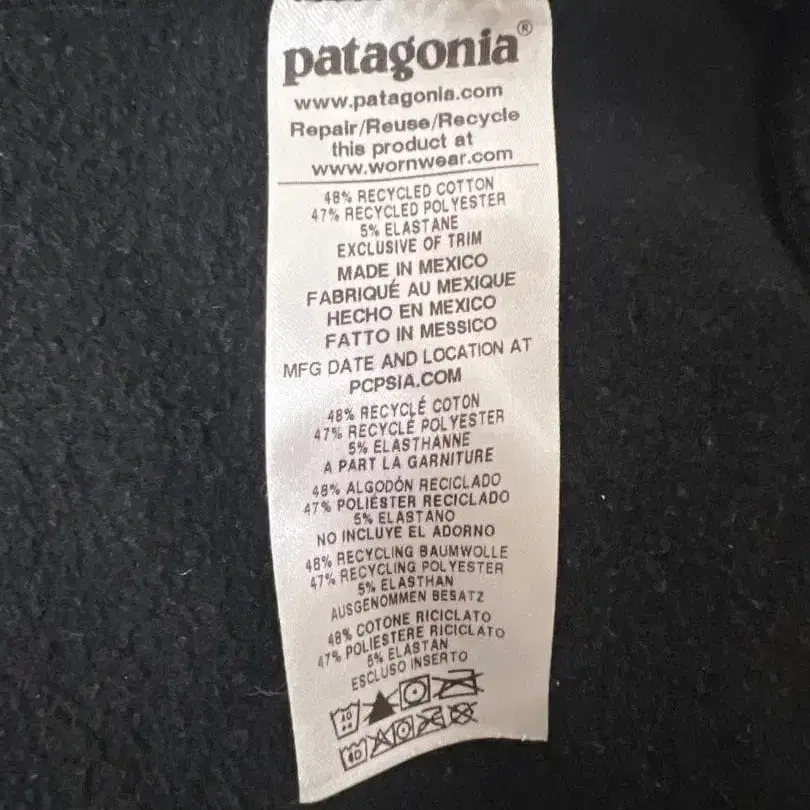 patagonia®
www.patagonia.com
Repair/Reuse/Recycle
this product at
www.wornwear.com
48% RECYCLED COTTON
47% RECYCLED POLYESTER
5% ELASTANE
EXCLUSIVE OF TRIM
MADE IN MEXICO
FABRIQUÉ AU MEXIQUE
HECHO EN MEXICO
FATTO IN MESSICO
MFG DATE AND LOCATION AT
PCPSIA.COM
48% RECYCLÉ COTON
47% RECYCLÉ POLYESTER
5% ELASTHANNE
A PART LA GARNITURE
48% ALGODÓN RECICLADO
47% POLIÉSTER RECICLADO
5% ELASTANO
NO INCLUYE EL ADORNO
48% RECYCLING BAUMWOLLE
47% RECYCLING POLYESTER
5% ELASTHAN
AUSGENOMMEN BESATZ
48% COTONE RICICLATO
47% POLIESTERE RICICLATO
5% ELASTAN
ESCLUSO INSERTO
40
40